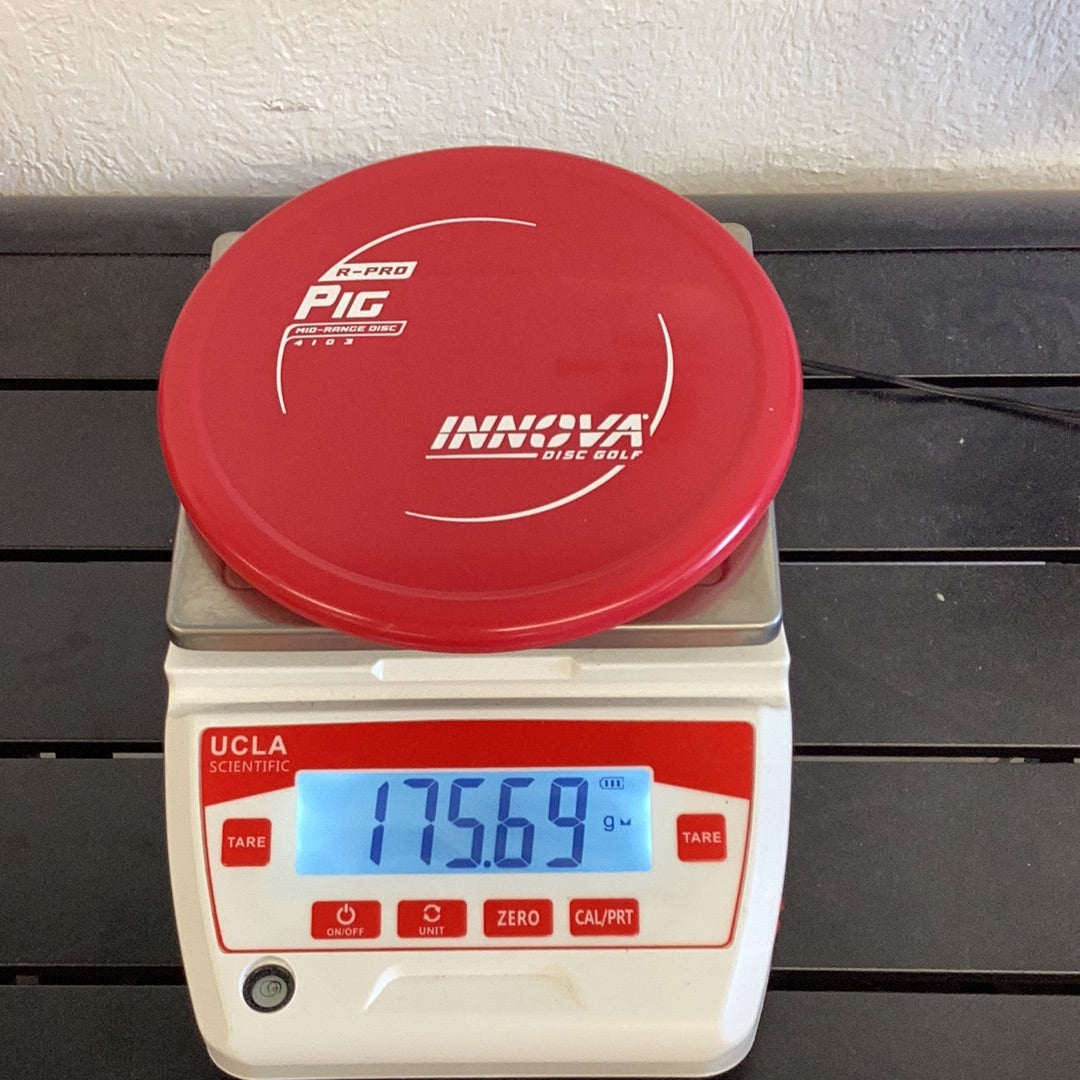 R-PRO
PIG
MID-RANGE DISC
4 1 0 3
INNOVA
DISC GOLF
UCLA
SCIENTIFIC
175.69 g
TARE
TARE
ON/OFF
UNIT
ZERO
CAL/PRT